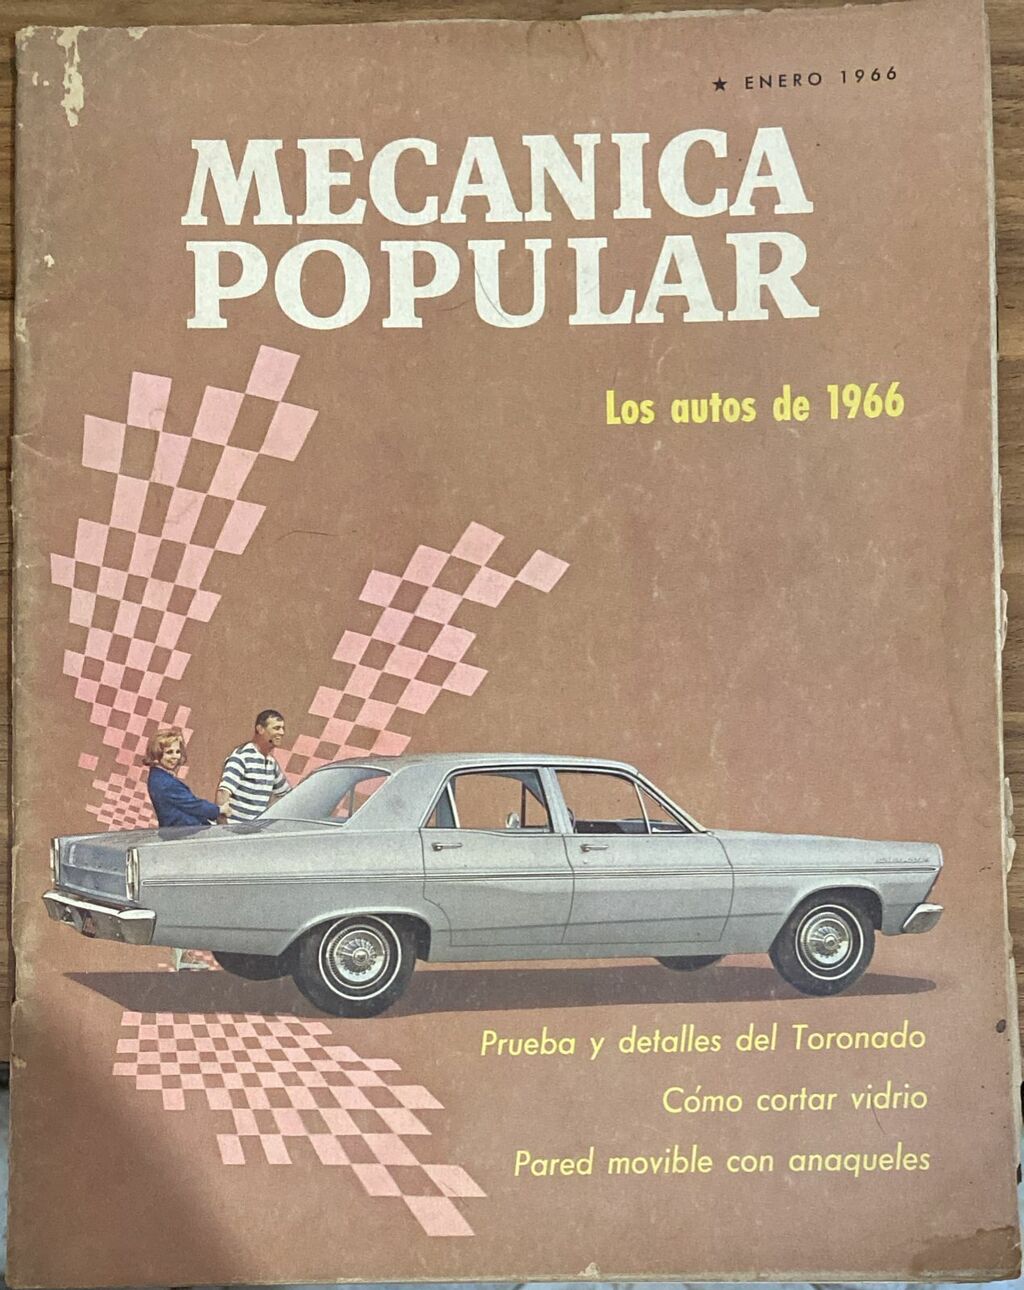 ★ ENERO 1966
MECANICA
POPULAR
Los autos de 1966
Prueba y detalles del Toronado
Cómo cortar vidrio
Pared movible con anaqueles